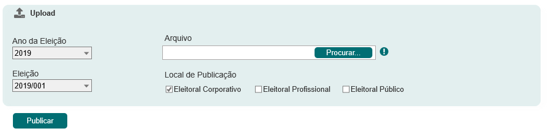 Upload
Ano da Eleição
2019
Arquivo
Procurar...
Eleição
2019/001
Local de Publicação
Eleitoral Corporativo
Eleitoral Profissional
Eleitoral Público
Publicar